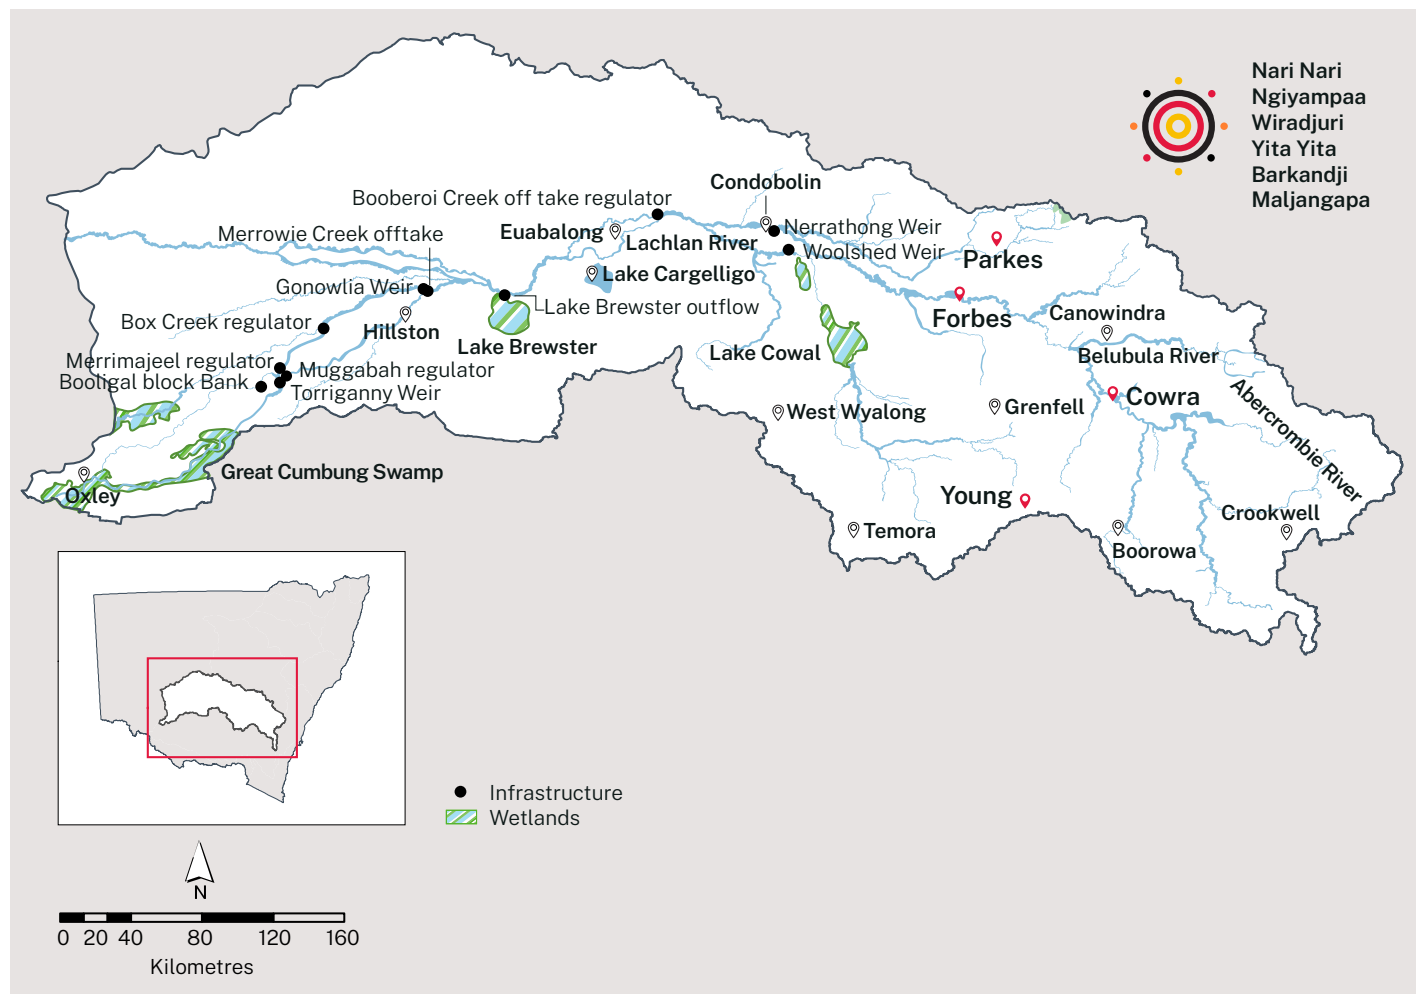 Nari Nari
Ngiyampaa
Wiradjuri
Yita Yita
Barkandji
Maljangapa
Condobolin
Booberoi Creek off take regulator
Nerrathong Weir
Euabalong
Merrowie Creek offtake
Lachlan River
Woolshed Weir
Parkes
Lake Cargelligo
Gonowlia Weir
Lake Brewster outflow
Canowindra
Forbes
Box Creek regulator
Hillston
Lake Brewster
Lake Cowal
Belubula River
Merrimajeel regulator
Muggabah regulator
Booligal block Bank
Torriganny Weir
Cowra
Abercrombie River
West Wyalong
Grenfell
Great Cumbung Swamp
Oxley
Young
Crookwell
Temora
Boorowa
Infrastructure
Wetlands
N
0 20 40 80 120 160
Kilometres